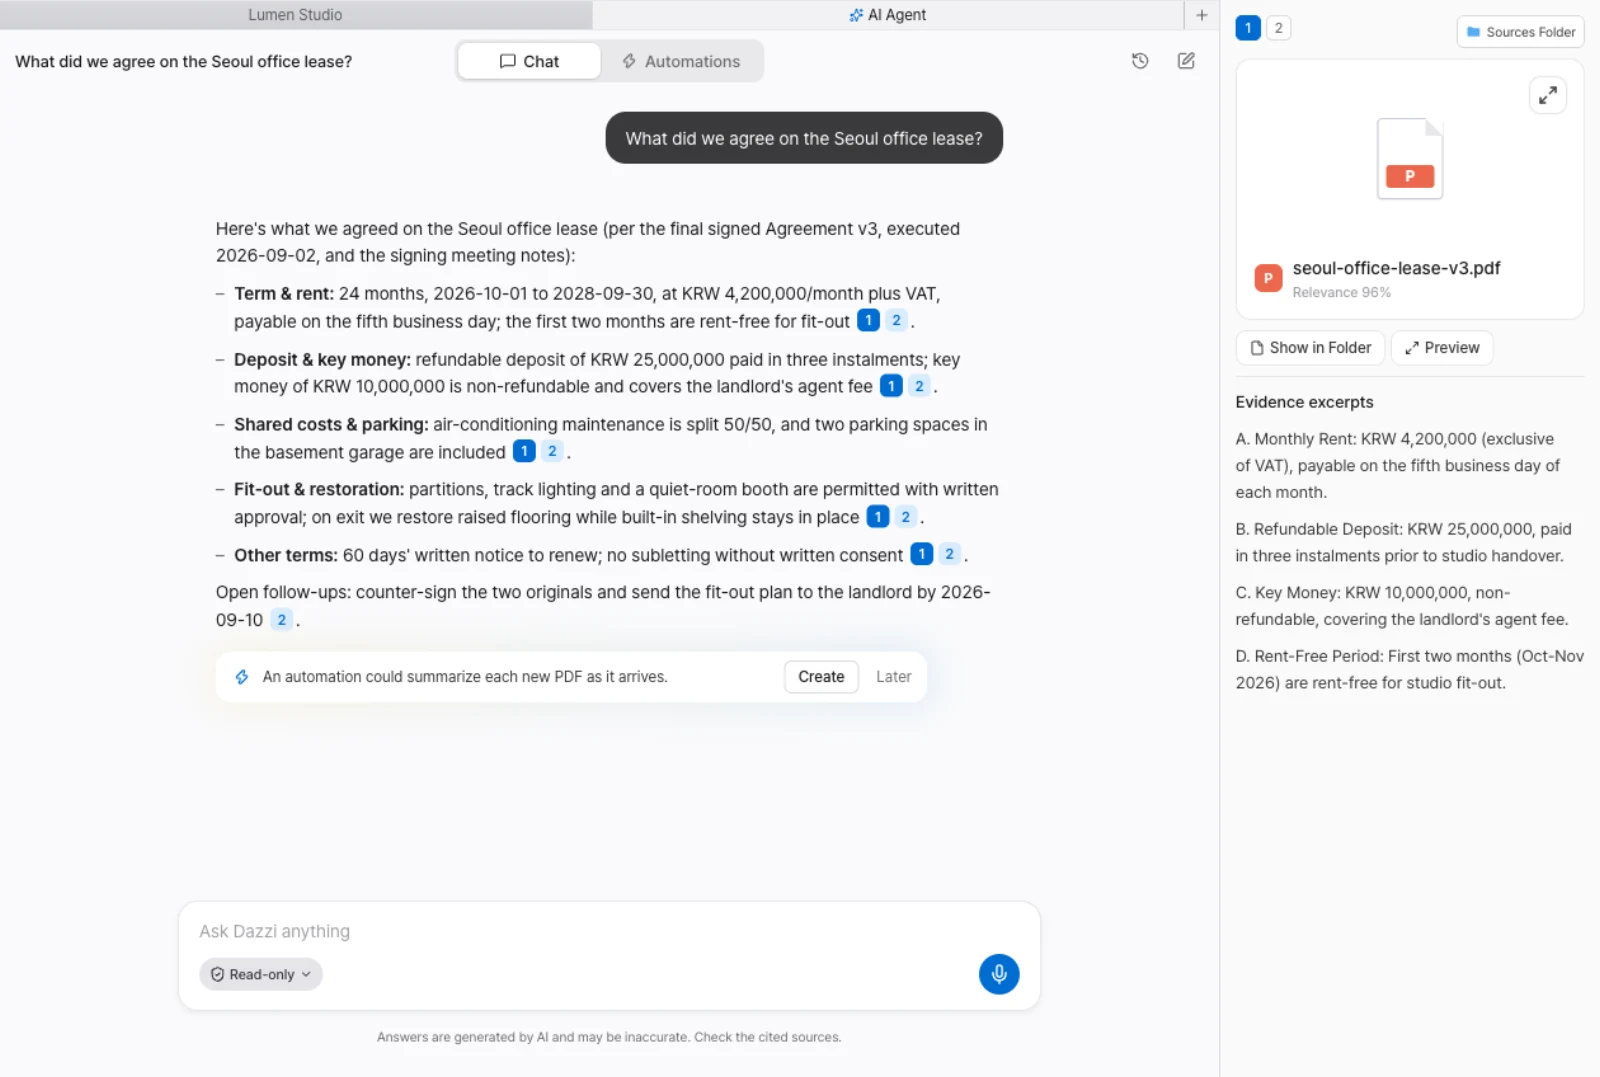 Lumen Studio
AI Agent
What did we agree on the Seoul office lease?
Chat
Automations
What did we agree on the Seoul office lease?
Here's what we agreed on the Seoul office lease (per the final signed Agreement v3, executed
2026-09-02, and the signing meeting notes):
– Term & rent: 24 months, 2026-10-01 to 2028-09-30, at KRW 4,200,000/month plus VAT,
payable on the fifth business day; the first two months are rent-free for fit-out 1 2 .
– Deposit & key money: refundable deposit of KRW 25,000,000 paid in three instalments; key
money of KRW 10,000,000 is non-refundable and covers the landlord's agent fee 1 2 .
– Shared costs & parking: air-conditioning maintenance is split 50/50, and two parking spaces in
the basement garage are included 1 2 .
– Fit-out & restoration: partitions, track lighting and a quiet-room booth are permitted with written
approval; on exit we restore raised flooring while built-in shelving stays in place 1 2 .
– Other terms: 60 days' written notice to renew; no subletting without written consent 1 2 .
Open follow-ups: counter-sign the two originals and send the fit-out plan to the landlord by 2026-
09-10 2 .
An automation could summarize each new PDF as it arrives.
Create
Later
Ask Dazzi anything
Read-only
Answers are generated by AI and may be inaccurate. Check the cited sources.
1 2
Sources Folder
P
P
seoul-office-lease-v3.pdf
Relevance 96%
Show in Folder
Preview
Evidence excerpts
A. Monthly Rent: KRW 4,200,000 (exclusive
of VAT), payable on the fifth business day of
each month.
B. Refundable Deposit: KRW 25,000,000, paid
in three instalments prior to studio handover.
C. Key Money: KRW 10,000,000, non-
refundable, covering the landlord's agent fee.
D. Rent-Free Period: First two months (Oct-Nov
2026) are rent-free for studio fit-out.